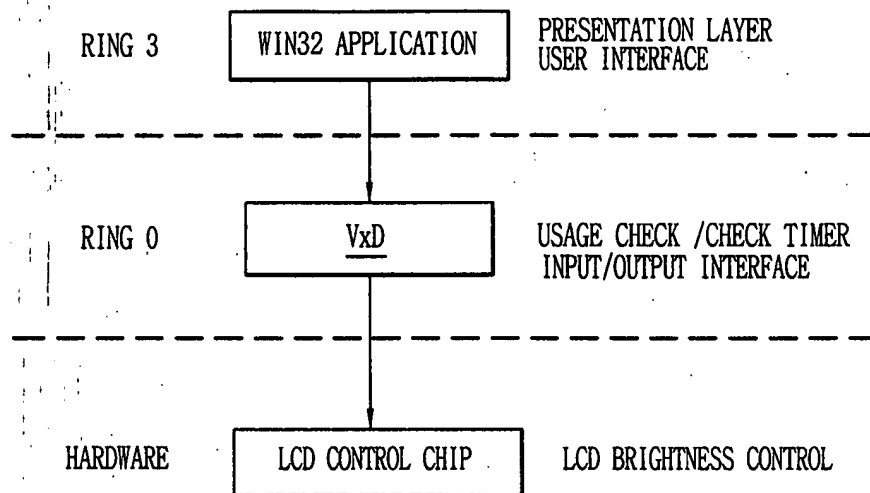 RING 3
WIN32 APPLICATION
PRESENTATION LAYER
USER INTERFACE
RING 0
VxD
USAGE CHECK /CHECK TIMER
INPUT/OUTPUT INTERFACE
HARDWARE
LCD CONTROL CHIP
LCD BRIGHTNESS CONTROL